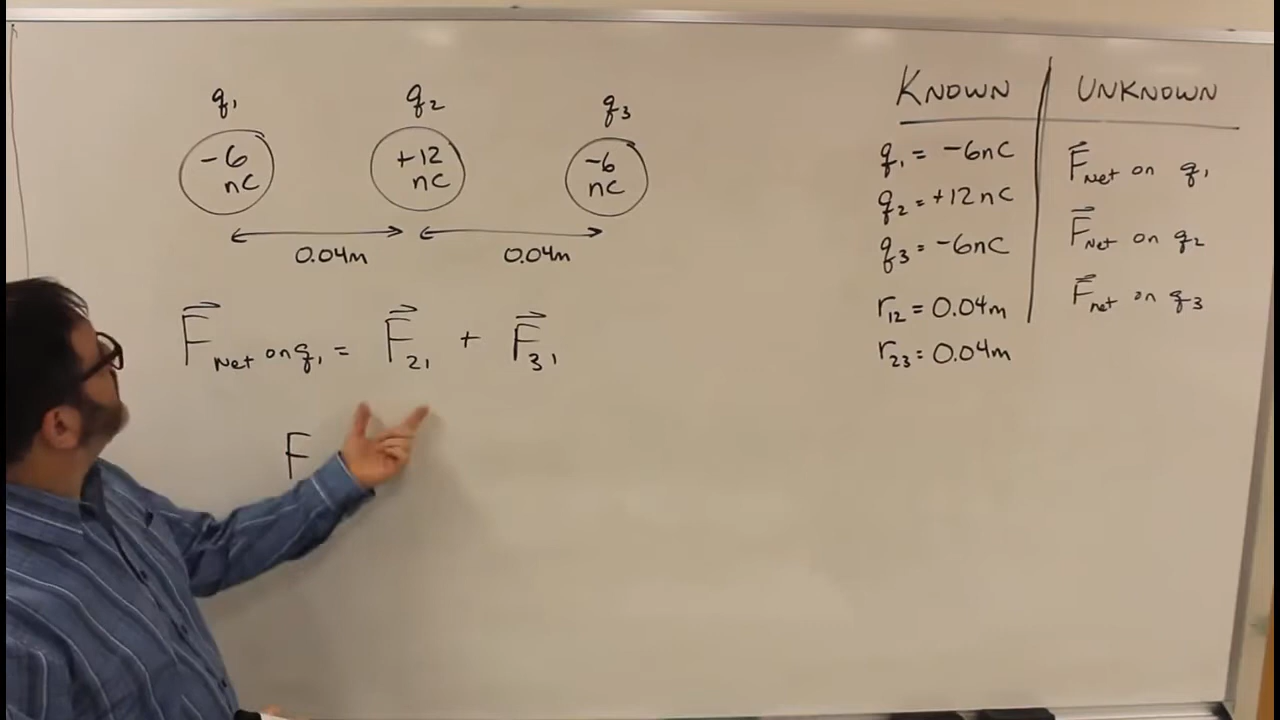 q₁ q₂ q₃
-6 nC +12 nC -6 nC
0.04m 0.04m
F⃗Net on q₁ = F⃗₂₁ + F⃗₃₁
F
KNOWN UNKNOWN
q₁ = -6nC
q₂ = +12nC
q₃ = -6nC
r₁₂ = 0.04m
r₂₃ = 0.04m
F⃗Net on q₁
F⃗Net on q₂
F⃗net on q₃